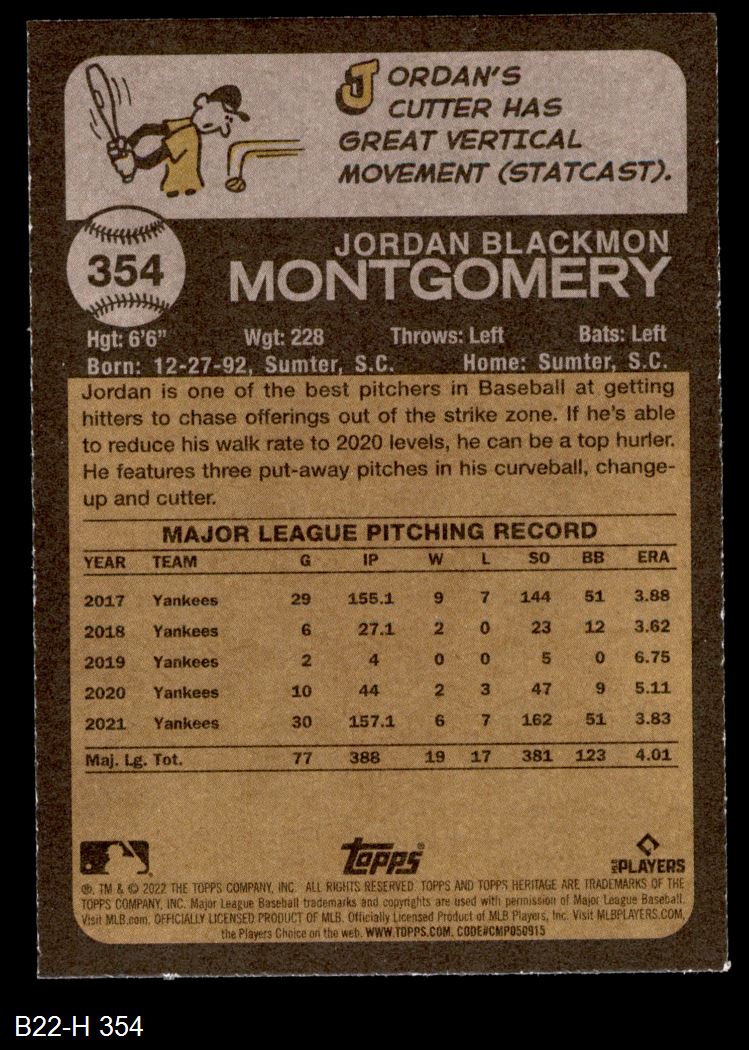 JORDAN'S
CUTTER HAS
GREAT VERTICAL
MOVEMENT (STATCAST).
354
JORDAN BLACKMON
MONTGOMERY
Hgt: 6'6" Wgt: 228 Throws: Left Bats: Left
Born: 12-27-92, Sumter, S.C. Home: Sumter, S.C.
Jordan is one of the best pitchers in Baseball at getting
hitters to chase offerings out of the strike zone. If he's able
to reduce his walk rate to 2020 levels, he can be a top hurler.
He features three put-away pitches in his curveball, change-
up and cutter.
MAJOR LEAGUE PITCHING RECORD
YEAR TEAM G IP W L SO BB ERA
2017 Yankees 29 155.1 9 7 144 51 3.88
2018 Yankees 6 27.1 2 0 23 12 3.62
2019 Yankees 2 4 0 0 5 0 6.75
2020 Yankees 10 44 2 3 47 9 5.11
2021 Yankees 30 157.1 6 7 162 51 3.83
Maj. Lg. Tot. 77 388 19 17 381 123 4.01
Topps
MLB PLAYERS
®, TM & © 2022 THE TOPPS COMPANY, INC. ALL RIGHTS RESERVED. TOPPS AND TOPPS HERITAGE ARE TRADEMARKS OF THE
TOPPS COMPANY, INC. Major League Baseball trademarks and copyrights are used with permission of Major League Baseball.
Visit MLB.com. OFFICIALLY LICENSED PRODUCT OF MLB. Officially Licensed Product of MLB Players, Inc. Visit MLBPLAYERS.COM,
the Players Choice on the web. WWW.TOPPS.COM. CODE#CMP050915
B22-H 354